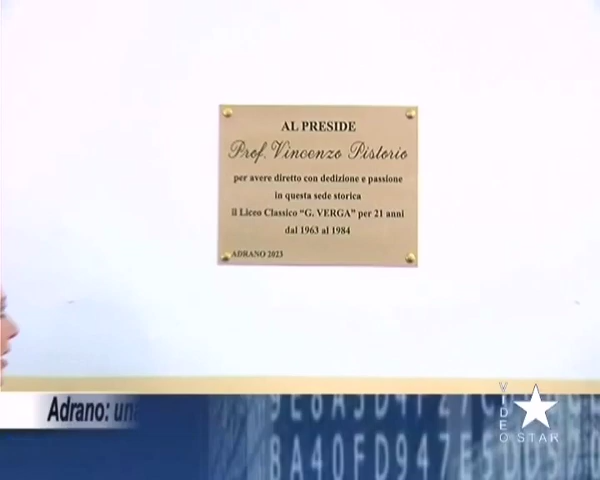 AL PRESIDE
Prof. Vincenzo Pistorio
per avere diretto con dedizione e passione
in questa sede storica
il Liceo Classico “G. VERGA” per 21 anni
dal 1963 al 1984
ADRANO 2023
Adrano: una
VIDEO
STAR
8A40FD947E5DD5